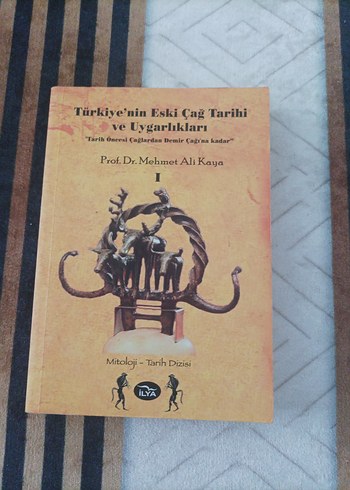 Türkiye'nin Eski Çağ Tarihi
ve Uygarlıkları
"Tarih Öncesi Çağlardan Demir Çağı'na kadar"
Prof. Dr. Mehmet Ali Kaya
I
Mitoloji - Tarih Dizisi
İLYA